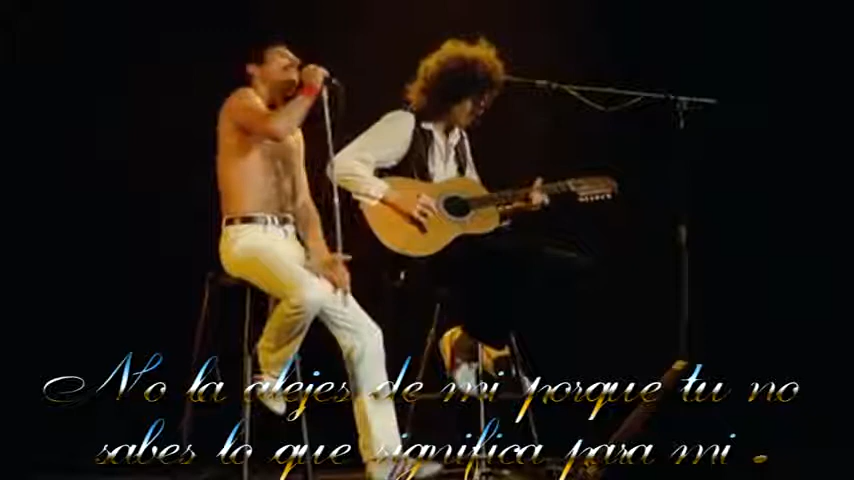 No la alejes de mi porque tu no
sabes lo que significa para mi .